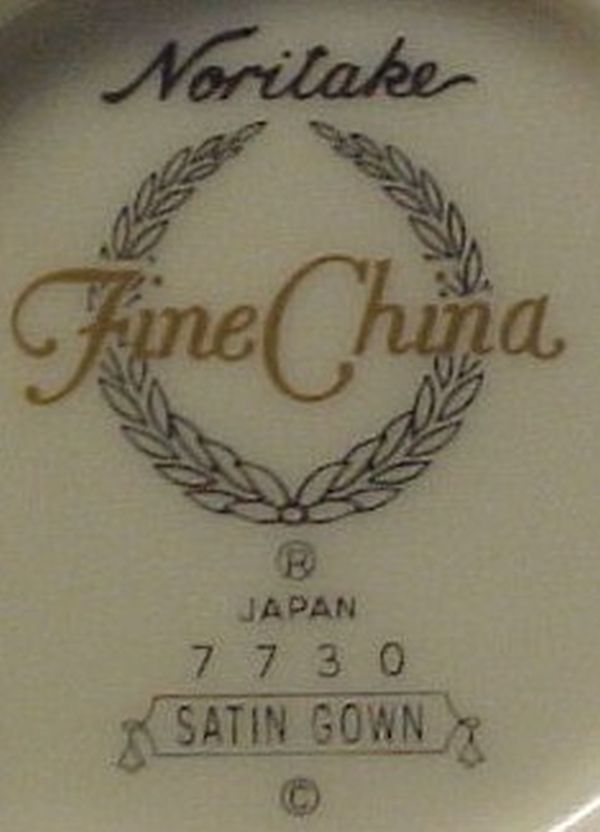 Noritake
Fine China
®
JAPAN
7730
SATIN GOWN
©